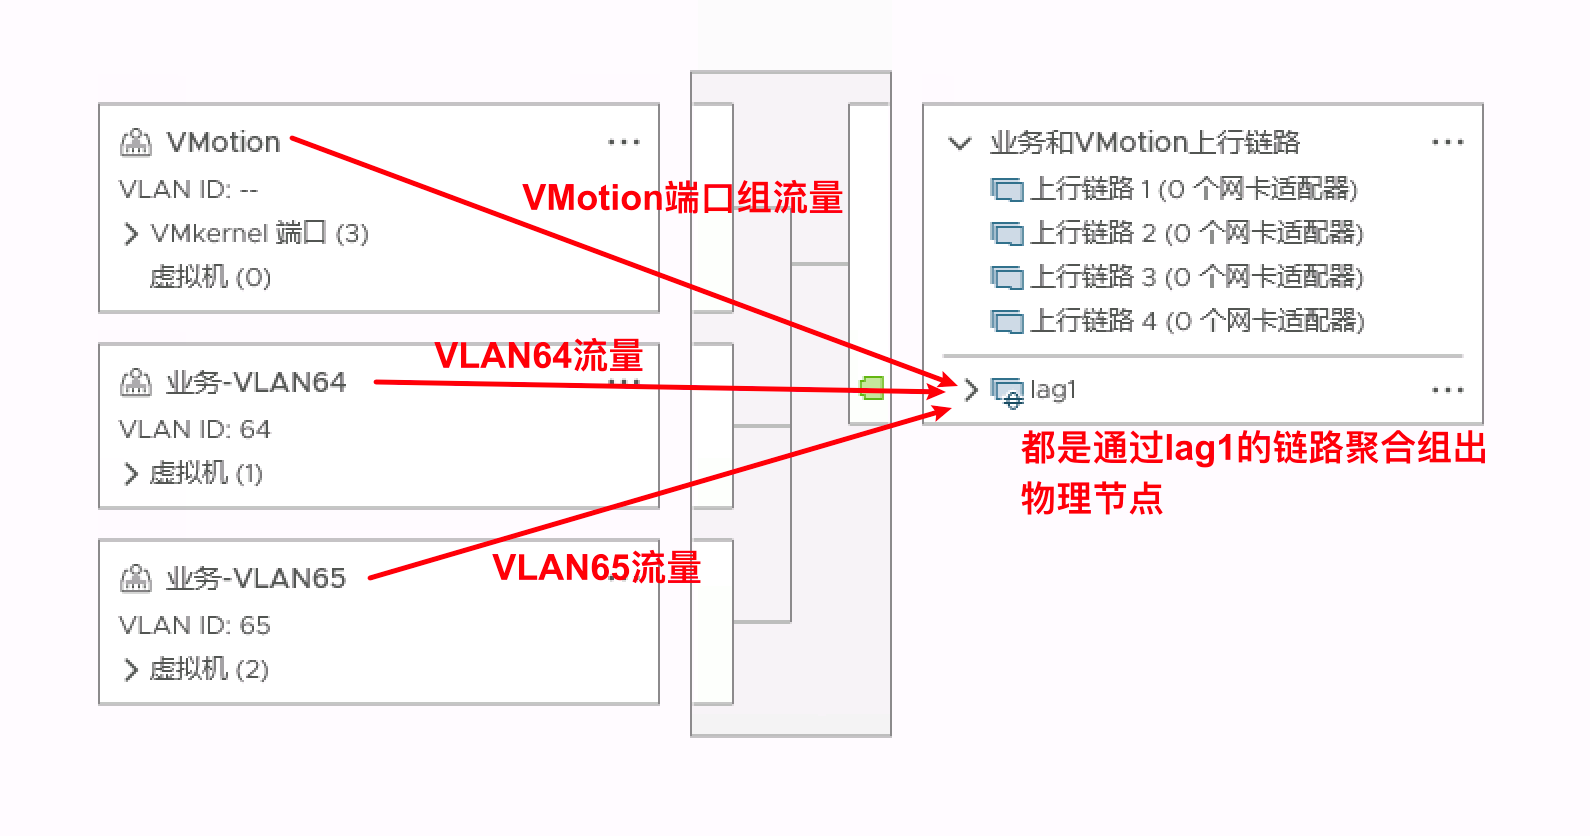 VMotion
VLAN ID: --
VMkernel 端口 (3)
虚拟机 (0)
业务-VLAN64
VLAN ID: 64
虚拟机 (1)
业务-VLAN65
VLAN ID: 65
虚拟机 (2)
VMotion端口组流量
VLAN64流量
VLAN65流量
业务和VMotion上行链路
上行链路 1 (0 个网卡适配器)
上行链路 2 (0 个网卡适配器)
上行链路 3 (0 个网卡适配器)
上行链路 4 (0 个网卡适配器)
lag1
都是通过lag1的链路聚合组出
物理节点